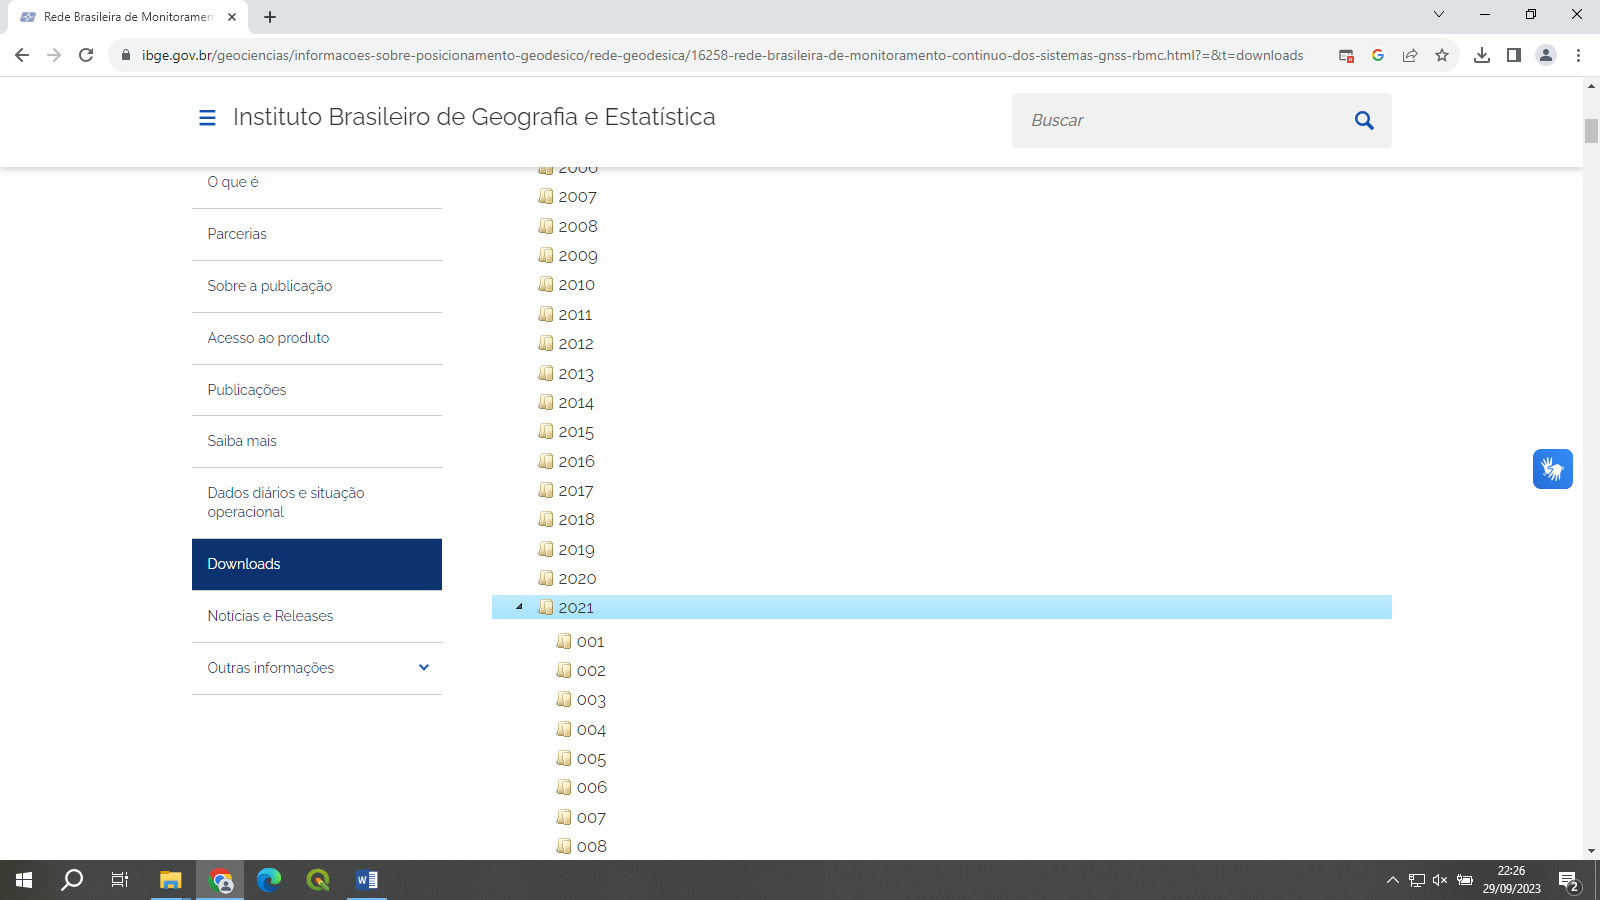 Rede Brasileira de Monitoramen
ibge.gov.br/geociencias/informacoes-sobre-posicionamento-geodesico/rede-geodesica/16258-rede-brasileira-de-monitoramento-continuo-dos-sistemas-gnss-rbmc.html?=&t=downloads
Instituto Brasileiro de Geografia e Estatística
Buscar
O que é
Parcerias
Sobre a publicação
Acesso ao produto
Publicações
Saiba mais
Dados diários e situação
operacional
Downloads
Notícias e Releases
Outras informações
2006
2007
2008
2009
2010
2011
2012
2013
2014
2015
2016
2017
2018
2019
2020
2021
001
002
003
004
005
006
007
008
22:26
29/09/2023
2